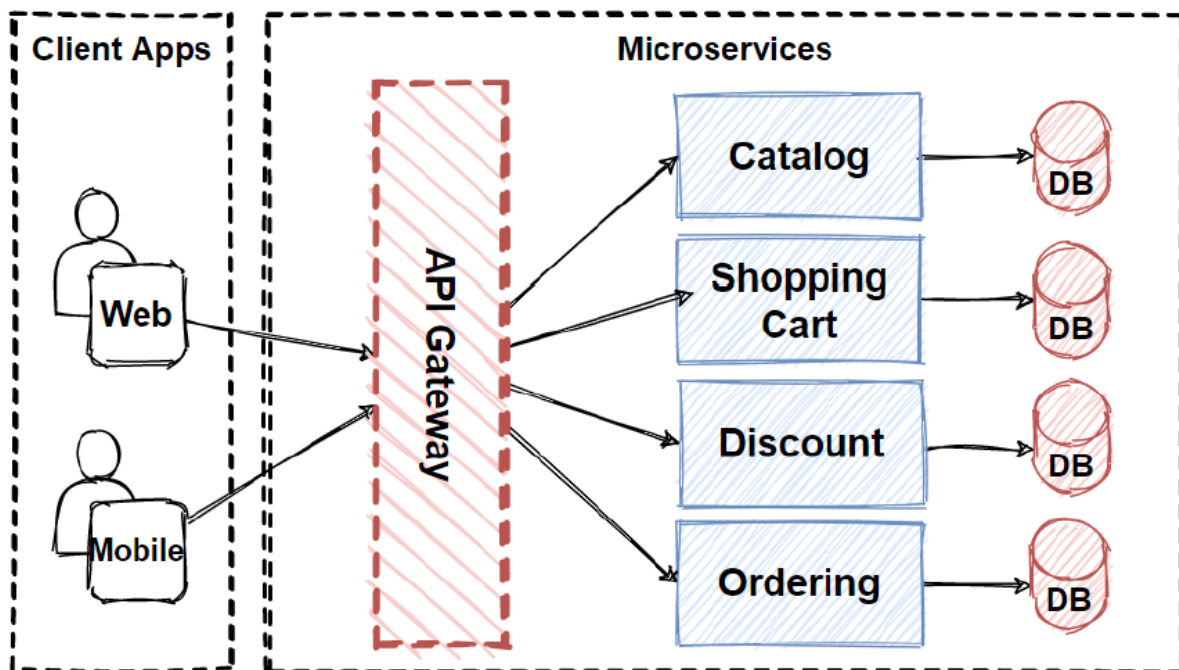 Client Apps
Microservices
Web
Mobile
API Gateway
Catalog
DB
Shopping
Cart
DB
Discount
DB
Ordering
DB